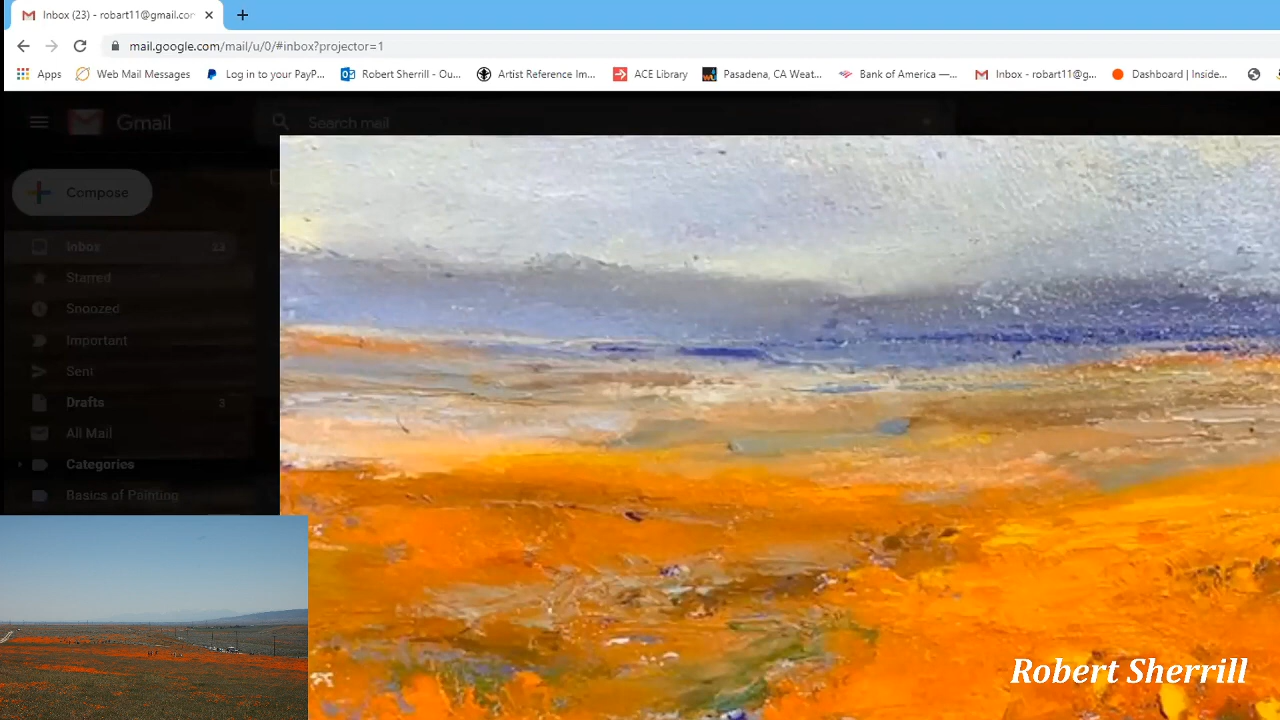 Inbox (23) - robart11@gmail.con
mail.google.com/mail/u/0/#inbox?projector=1
Apps Web Mail Messages Log in to your PayP... Robert Sherrill - Ou... Artist Reference Im... ACE Library Pasadena, CA Weat... Bank of America —... Inbox - robart11@g... Dashboard | Inside...
Gmail Search mail
Compose
Inbox 23
Starred
Snoozed
Important
Sent
Drafts 3
All Mail
Categories
Basics of Painting
Robert Sherrill